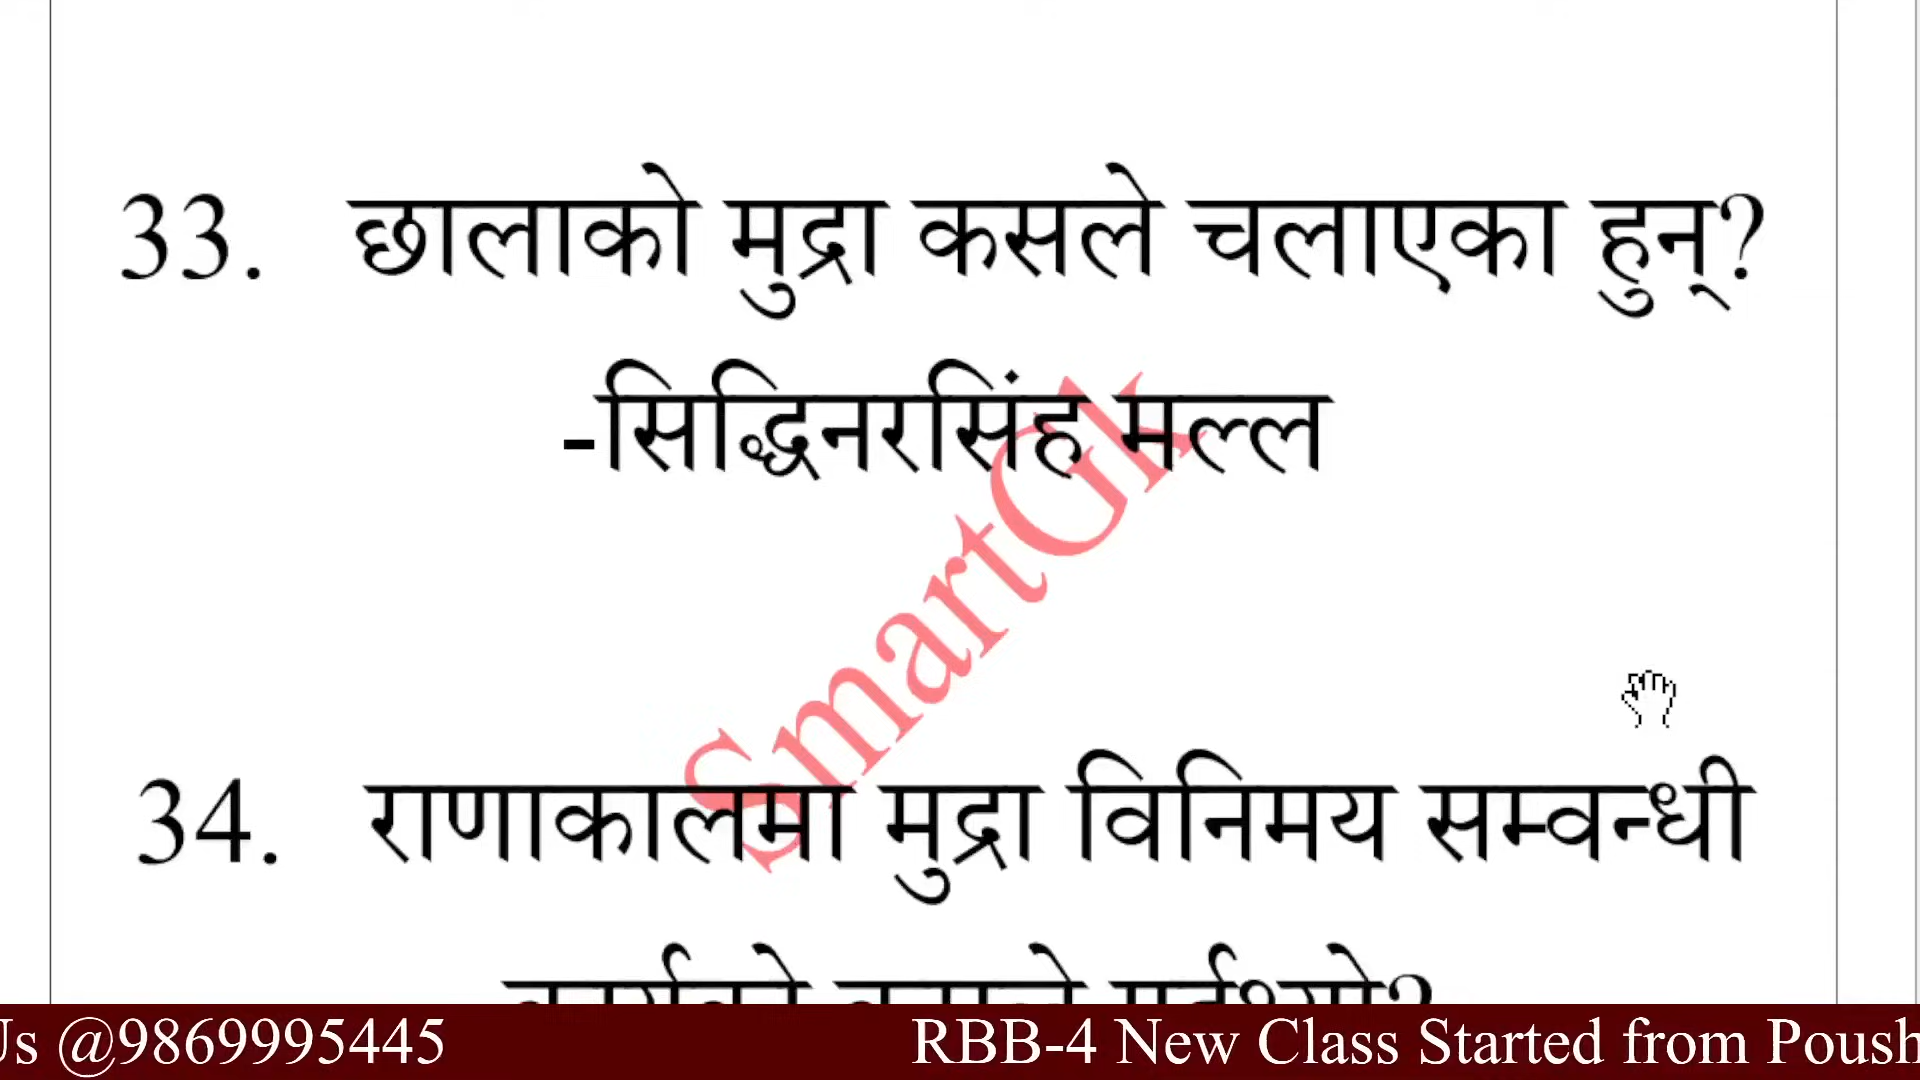 33. छालाको मुद्रा कसले चलाएका हुन्?
-सिद्धिनरसिंह मल्ल
SmartGk
34. राणाकालमा मुद्रा विनिमय सम्वन्धी
Us @9869995445 RBB-4 New Class Started from Poush